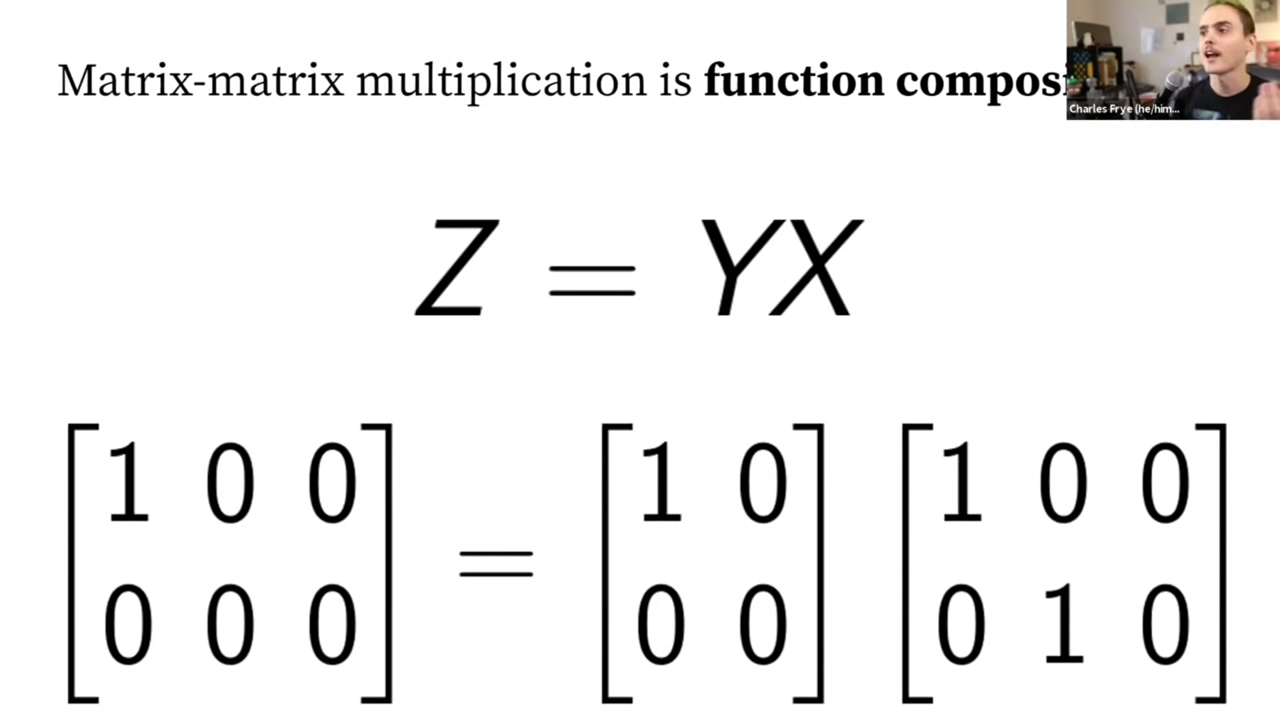 Matrix-matrix multiplication is function compos
Charles Frye (he/him...
Z = YX
1 0 0 = 1 0 1 0 0
0 0 0 0 0 0 1 0